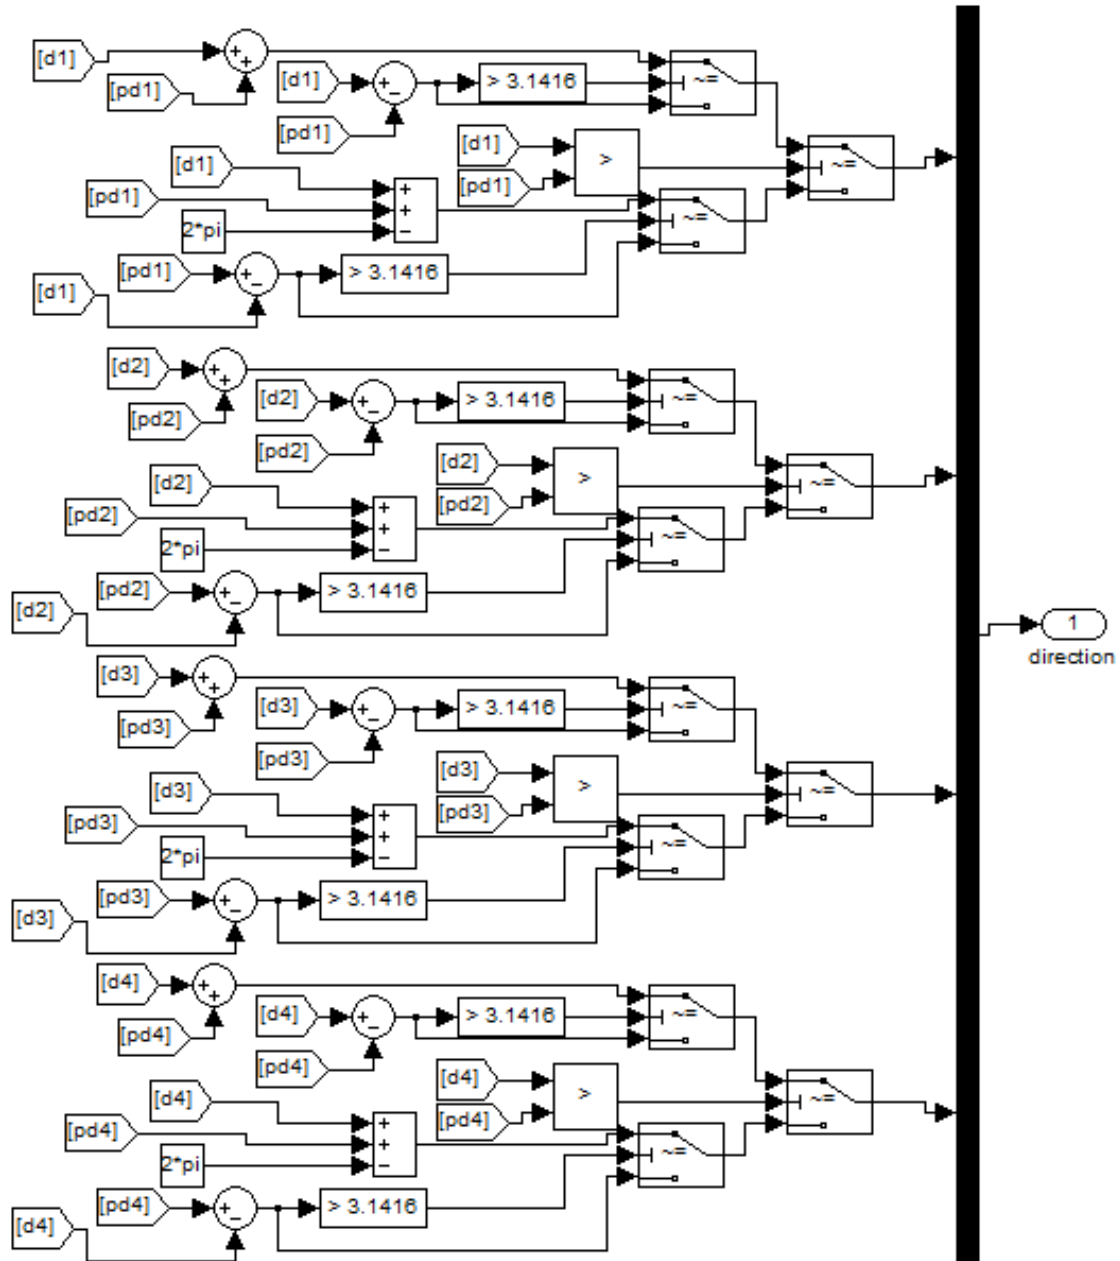 [d1]
[pd1]
+
+
[d1]
[pd1]
+
−
> 3.1416
~=
[d1]
[pd1]
>
~=
[d1]
[pd1]
2*pi
+
+
−
~=
[pd1]
[d1]
+
−
> 3.1416
[d2]
[pd2]
+
+
[d2]
[pd2]
+
−
> 3.1416
~=
[d2]
[pd2]
>
~=
[d2]
[pd2]
2*pi
+
+
−
~=
[pd2]
[d2]
+
−
> 3.1416
1
direction
[d3]
[pd3]
+
+
[d3]
[pd3]
+
−
> 3.1416
~=
[d3]
[pd3]
>
~=
[d3]
[pd3]
2*pi
+
+
−
~=
[pd3]
[d3]
+
−
> 3.1416
[d4]
[pd4]
+
+
[d4]
[pd4]
+
−
> 3.1416
~=
[d4]
[pd4]
>
~=
[d4]
[pd4]
2*pi
+
+
−
~=
[pd4]
[d4]
+
−
> 3.1416